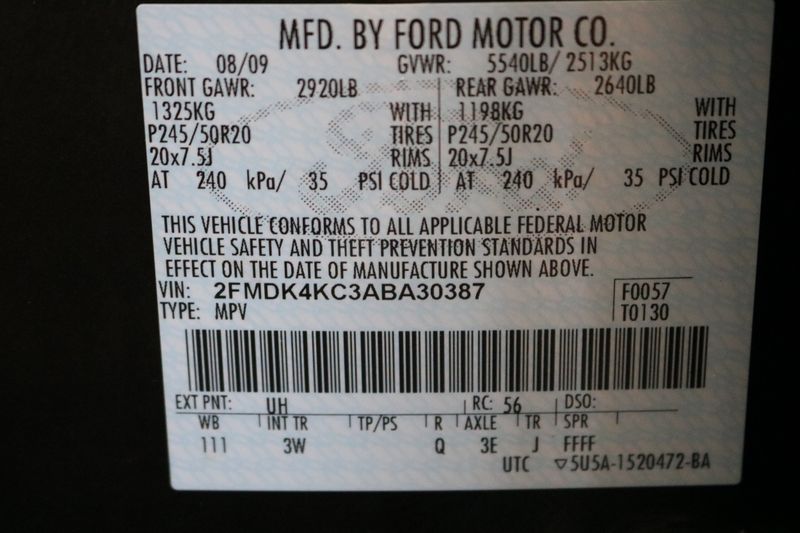 MFD. BY FORD MOTOR CO.
DATE: 08/09 GVWR: 5540LB/ 2513KG
FRONT GAWR: 2920LB REAR GAWR: 2640LB
1325KG WITH 1198KG WITH
P245/50R20 TIRES P245/50R20 TIRES
20x7.5J RIMS 20x7.5J RIMS
AT 240 kPa/ 35 PSI COLD AT 240 kPa/ 35 PSI COLD
THIS VEHICLE CONFORMS TO ALL APPLICABLE FEDERAL MOTOR
VEHICLE SAFETY AND THEFT PREVENTION STANDARDS IN
EFFECT ON THE DATE OF MANUFACTURE SHOWN ABOVE.
VIN: 2FMDK4KC3ABA30387 F0057
TYPE: MPV T0130
EXT PNT: UH RC: 56 DSO:
WB INT TR TP/PS R AXLE TR SPR
111 3W Q 3E J FFFF
UTC ▽5U5A-1520472-BA